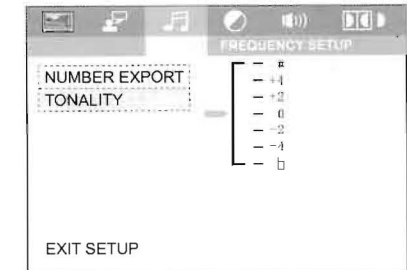 FREQUENCY SETUP
NUMBER EXPORT
TONALITY
#
+4
+2
0
-2
-4
b
EXIT SETUP